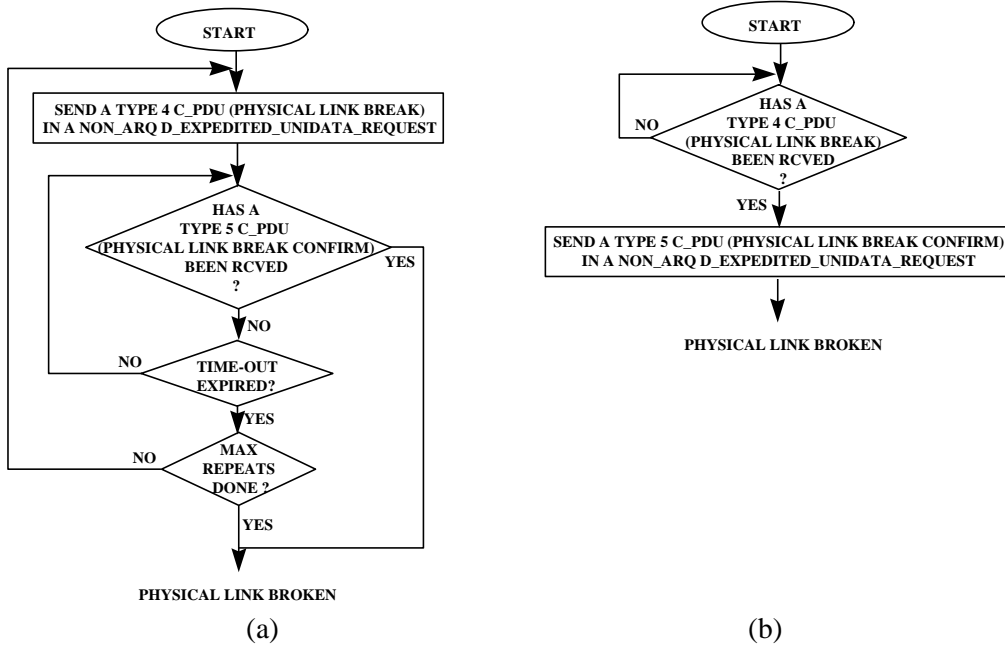 START
SEND A TYPE 4 C_PDU (PHYSICAL LINK BREAK)
IN A NON_ARQ D_EXPEDITED_UNIDATA_REQUEST
HAS A
TYPE 5 C_PDU
(PHYSICAL LINK BREAK CONFIRM)
BEEN RCVED
?
YES
NO
NO
TIME-OUT
EXPIRED?
YES
NO
MAX
REPEATS
DONE ?
YES
PHYSICAL LINK BROKEN
(a)
START
HAS A
TYPE 4 C_PDU
(PHYSICAL LINK BREAK)
BEEN RCVED
?
NO
YES
SEND A TYPE 5 C_PDU (PHYSICAL LINK BREAK CONFIRM)
IN A NON_ARQ D_EXPEDITED_UNIDATA_REQUEST
PHYSICAL LINK BROKEN
(b)